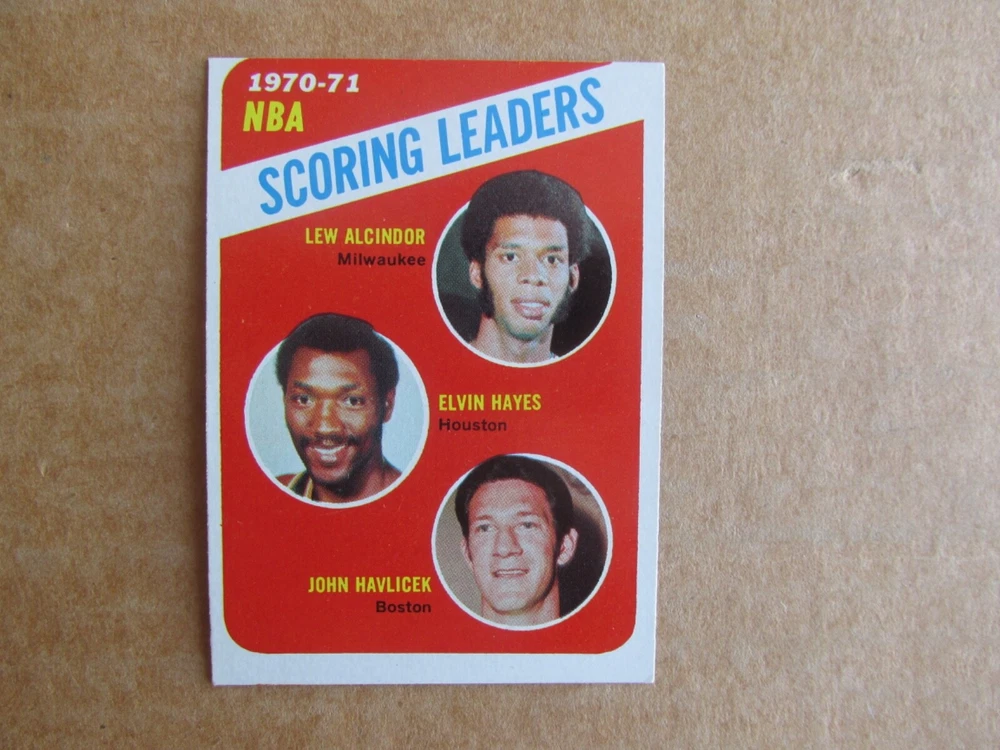 1970-71
NBA
SCORING LEADERS
LEW ALCINDOR
Milwaukee
ELVIN HAYES
Houston
JOHN HAVLICEK
Boston